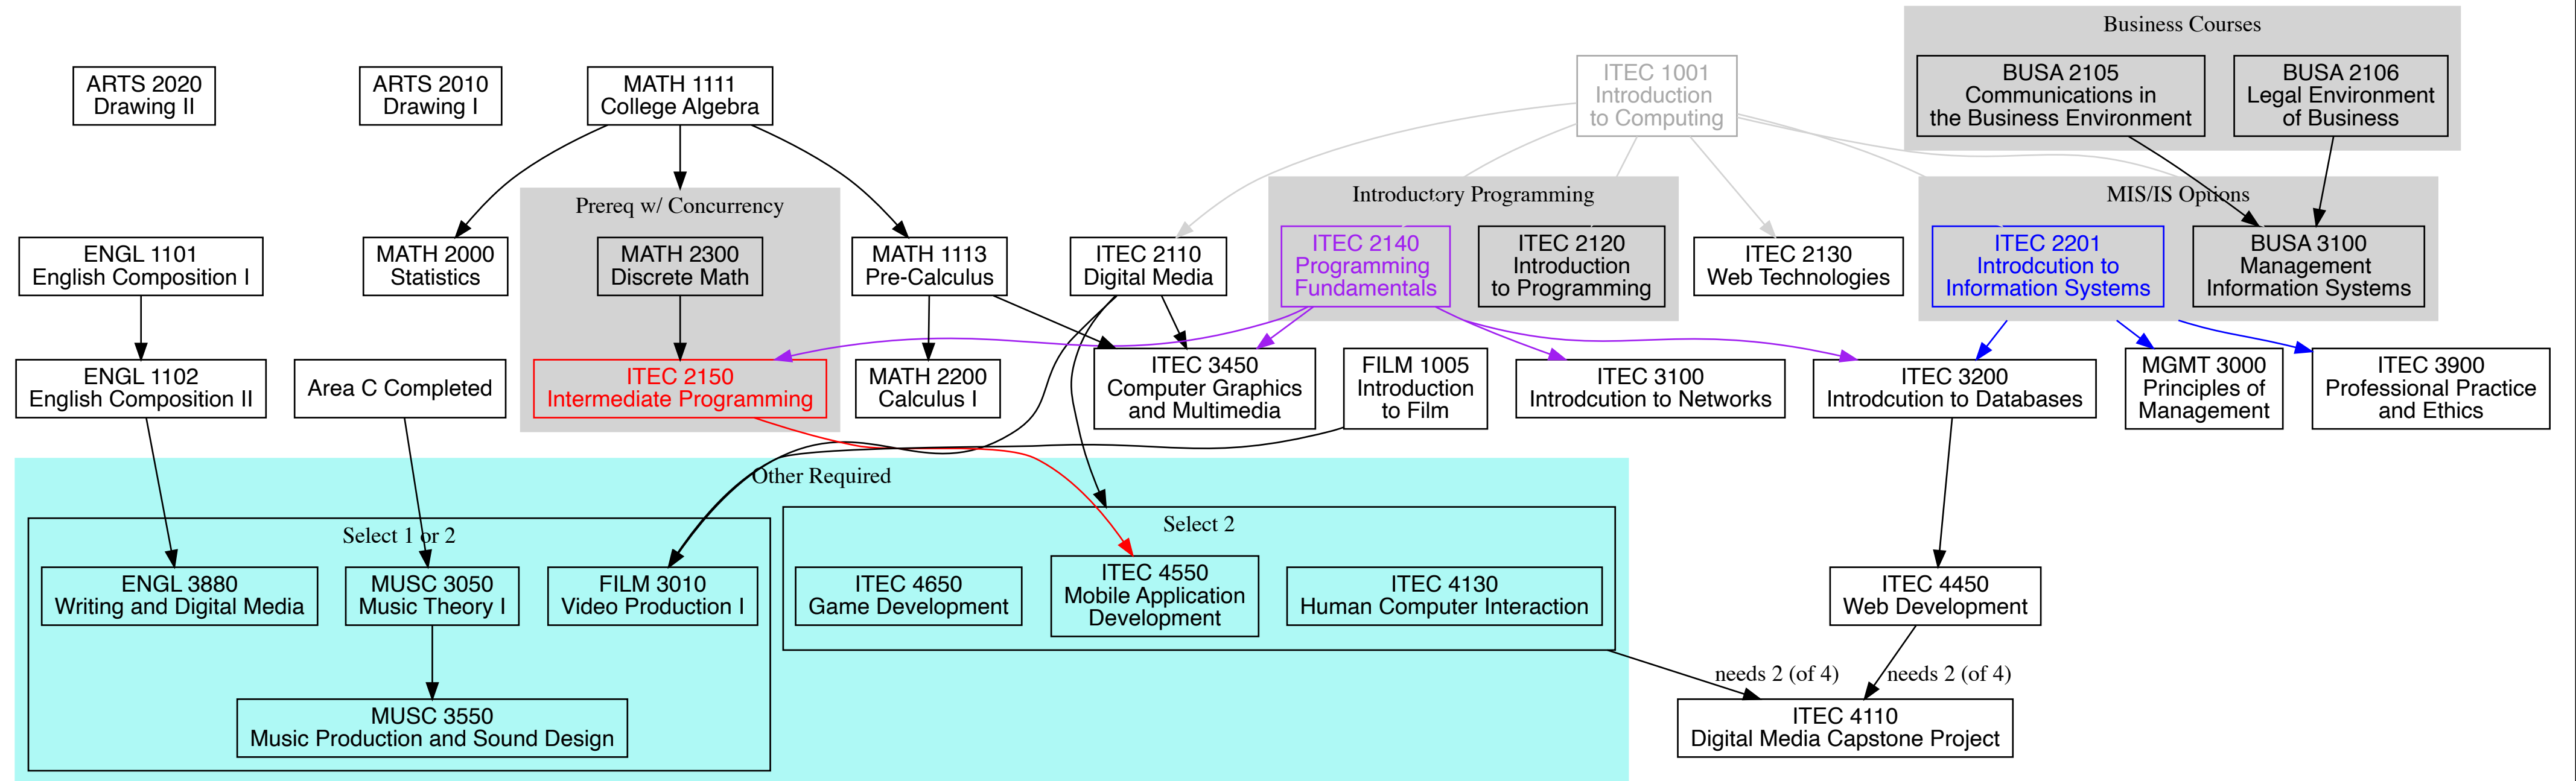 Business Courses
ARTS 2020
Drawing II
ARTS 2010
Drawing I
MATH 1111
College Algebra
ITEC 1001
Introduction
to Computing
BUSA 2105
Communications in
the Business Environment
BUSA 2106
Legal Environment
of Business
Prereq w/ Concurrency
Introductory Programming
MIS/IS Options
ENGL 1101
English Composition I
MATH 2000
Statistics
MATH 2300
Discrete Math
MATH 1113
Pre-Calculus
ITEC 2110
Digital Media
ITEC 2140
Programming
Fundamentals
ITEC 2120
Introduction
to Programming
ITEC 2130
Web Technologies
ITEC 2201
Introdcution to
Information Systems
BUSA 3100
Management
Information Systems
ENGL 1102
English Composition II
Area C Completed
ITEC 2150
Intermediate Programming
MATH 2200
Calculus I
ITEC 3450
Computer Graphics
and Multimedia
FILM 1005
Introduction
to Film
ITEC 3100
Introdcution to Networks
ITEC 3200
Introdcution to Databases
MGMT 3000
Principles of
Management
ITEC 3900
Professional Practice
and Ethics
Other Required
Select 1 or 2
Select 2
ENGL 3880
Writing and Digital Media
MUSC 3050
Music Theory I
FILM 3010
Video Production I
ITEC 4650
Game Development
ITEC 4550
Mobile Application
Development
ITEC 4130
Human Computer Interaction
ITEC 4450
Web Development
needs 2 (of 4)
needs 2 (of 4)
MUSC 3550
Music Production and Sound Design
ITEC 4110
Digital Media Capstone Project